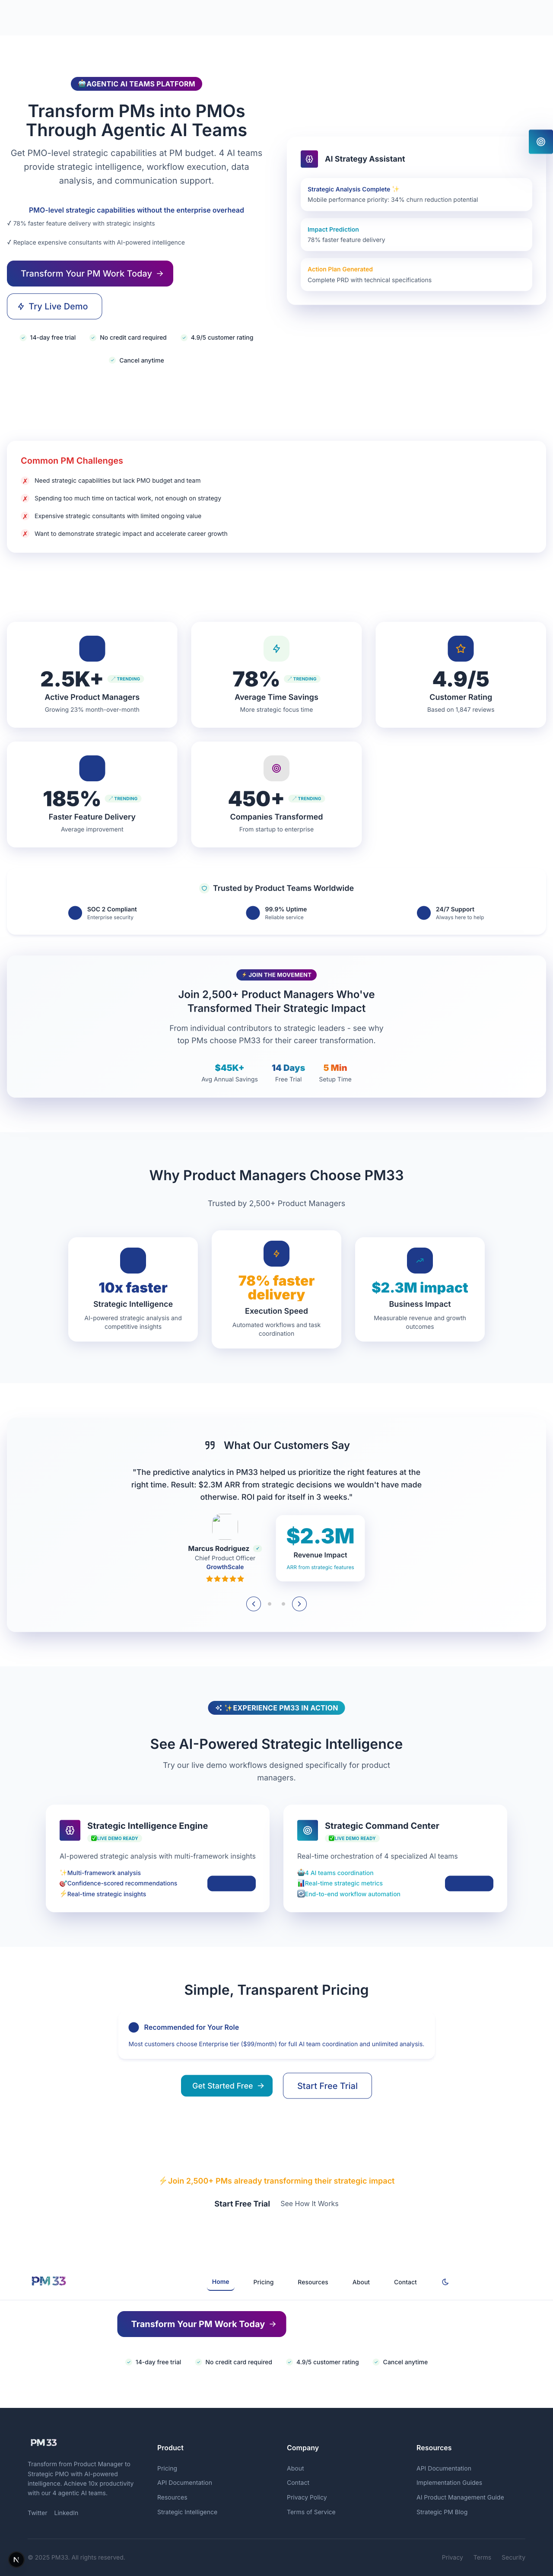 AGENTIC AI TEAMS PLATFORM
Transform PMs into PMOs
Through Agentic AI Teams
Get PMO-level strategic capabilities at PM budget. 4 AI teams
provide strategic intelligence, workflow execution, data
analysis, and communication support.
PMO-level strategic capabilities without the enterprise overhead
✓ 78% faster feature delivery with strategic insights
✓ Replace expensive consultants with AI-powered intelligence
Transform Your PM Work Today →
Try Live Demo
14-day free trial
No credit card required
4.9/5 customer rating
Cancel anytime
AI Strategy Assistant
Strategic Analysis Complete ✨
Mobile performance priority: 34% churn reduction potential
Impact Prediction
78% faster feature delivery
Action Plan Generated
Complete PRD with technical specifications
Common PM Challenges
✗ Need strategic capabilities but lack PMO budget and team
✗ Spending too much time on tactical work, not enough on strategy
✗ Expensive strategic consultants with limited ongoing value
✗ Want to demonstrate strategic impact and accelerate career growth
2.5K+ TRENDING
Active Product Managers
Growing 23% month-over-month
78% TRENDING
Average Time Savings
More strategic focus time
4.9/5
Customer Rating
Based on 1,847 reviews
185% TRENDING
Faster Feature Delivery
Average improvement
450+ TRENDING
Companies Transformed
From startup to enterprise
Trusted by Product Teams Worldwide
SOC 2 Compliant
Enterprise security
99.9% Uptime
Reliable service
24/7 Support
Always here to help
JOIN THE MOVEMENT
Join 2,500+ Product Managers Who've
Transformed Their Strategic Impact
From individual contributors to strategic leaders - see why
top PMs choose PM33 for their career transformation.
$45K+
Avg Annual Savings
14 Days
Free Trial
5 Min
Setup Time
Why Product Managers Choose PM33
Trusted by 2,500+ Product Managers
10x faster
Strategic Intelligence
AI-powered strategic analysis and
competitive insights
78% faster
delivery
Execution Speed
Automated workflows and task
coordination
$2.3M impact
Business Impact
Measurable revenue and growth
outcomes
What Our Customers Say
"The predictive analytics in PM33 helped us prioritize the right features at the
right time. Result: $2.3M ARR from strategic decisions we wouldn't have made
otherwise. ROI paid for itself in 3 weeks."
Marcus Rodriguez
Chief Product Officer
GrowthScale
$2.3M
Revenue Impact
ARR from strategic features
✨EXPERIENCE PM33 IN ACTION
See AI-Powered Strategic Intelligence
Try our live demo workflows designed specifically for product
managers.
Strategic Intelligence Engine
✅LIVE DEMO READY
AI-powered strategic analysis with multi-framework insights
✨Multi-framework analysis
🎯Confidence-scored recommendations
⚡Real-time strategic insights
Strategic Command Center
✅LIVE DEMO READY
Real-time orchestration of 4 specialized AI teams
🤖4 AI teams coordination
📊Real-time strategic metrics
🔄End-to-end workflow automation
Simple, Transparent Pricing
Recommended for Your Role
Most customers choose Enterprise tier ($99/month) for full AI team coordination and unlimited analysis.
Get Started Free →
Start Free Trial
⚡Join 2,500+ PMs already transforming their strategic impact
Start Free Trial
See How It Works
PM33
Home
Pricing
Resources
About
Contact
Transform Your PM Work Today →
14-day free trial
No credit card required
4.9/5 customer rating
Cancel anytime
PM33
Transform from Product Manager to
Strategic PMO with AI-powered
intelligence. Achieve 10x productivity
with our 4 agentic AI teams.
Twitter
LinkedIn
Product
Pricing
API Documentation
Resources
Strategic Intelligence
Company
About
Contact
Privacy Policy
Terms of Service
Resources
API Documentation
Implementation Guides
AI Product Management Guide
Strategic PM Blog
N
© 2025 PM33. All rights reserved.
Privacy
Terms
Security